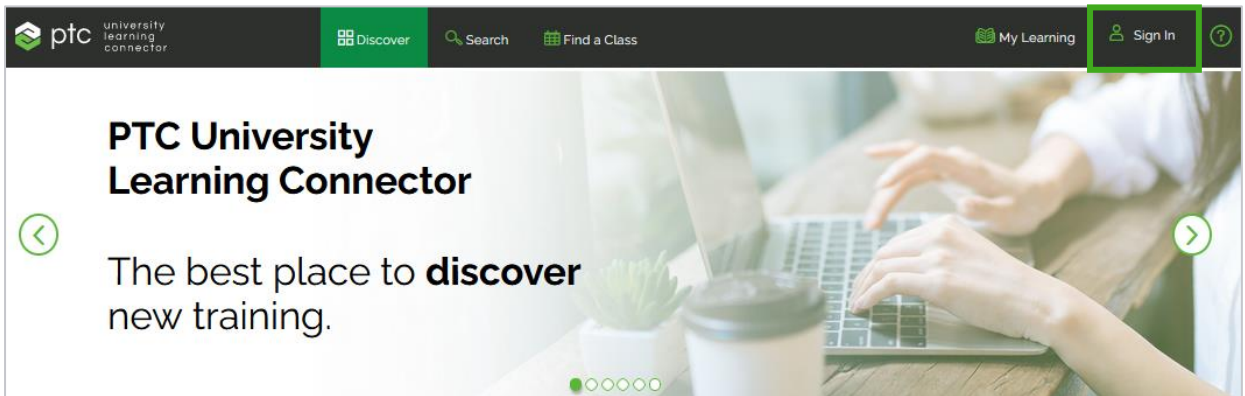 ptc university
learning
connector
Discover
Search
Find a Class
My Learning
Sign In
?
PTC University
Learning Connector
The best place to discover
new training.